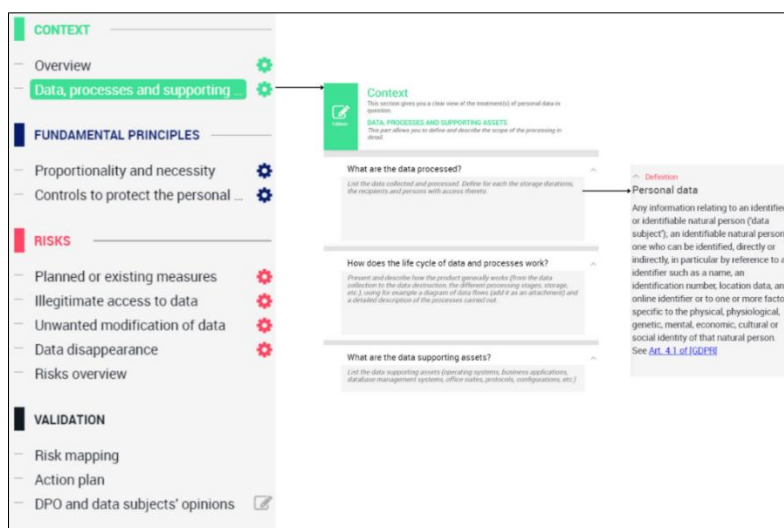 CONTEXT
Overview
Data, processes and supporting ...
FUNDAMENTAL PRINCIPLES
Proportionality and necessity
Controls to protect the personal ...
RISKS
Planned or existing measures
Illegitimate access to data
Unwanted modification of data
Data disappearance
Risks overview
VALIDATION
Risk mapping
Action plan
DPO and data subjects' opinions
Context
This section gives you a clear view of the treatment(s) of personal data in
question.
DATA, PROCESSES AND SUPPORTING ASSETS
This part allows you to define and describe the scope of the processing in
detail.
What are the data processed?
List the data collected and processed. Define for each the storage durations,
the recipients and persons with access thereto.
How does the life cycle of data and processes work?
Present and describe how the product generally works (from the data
collection to the data destruction, the different processing stages, storage,
etc.), using for example a diagram of data flows (add it as an attachment) and
a detailed description of the processes carried out.
What are the data supporting assets?
List the data supporting assets (operating systems, business applications,
database management systems, office suites, protocols, configurations, etc.)
Definition
Personal data
Any information relating to an identified
or identifiable natural person ('data
subject'); an identifiable natural person
one who can be identified, directly or
indirectly, in particular by reference to a
identifier such as a name, an
identification number, location data, an
online identifier or to one or more facto
specific to the physical, physiological,
genetic, mental, economic, cultural or
social identity of that natural person.
See Art. 4.1 of [GDPR]